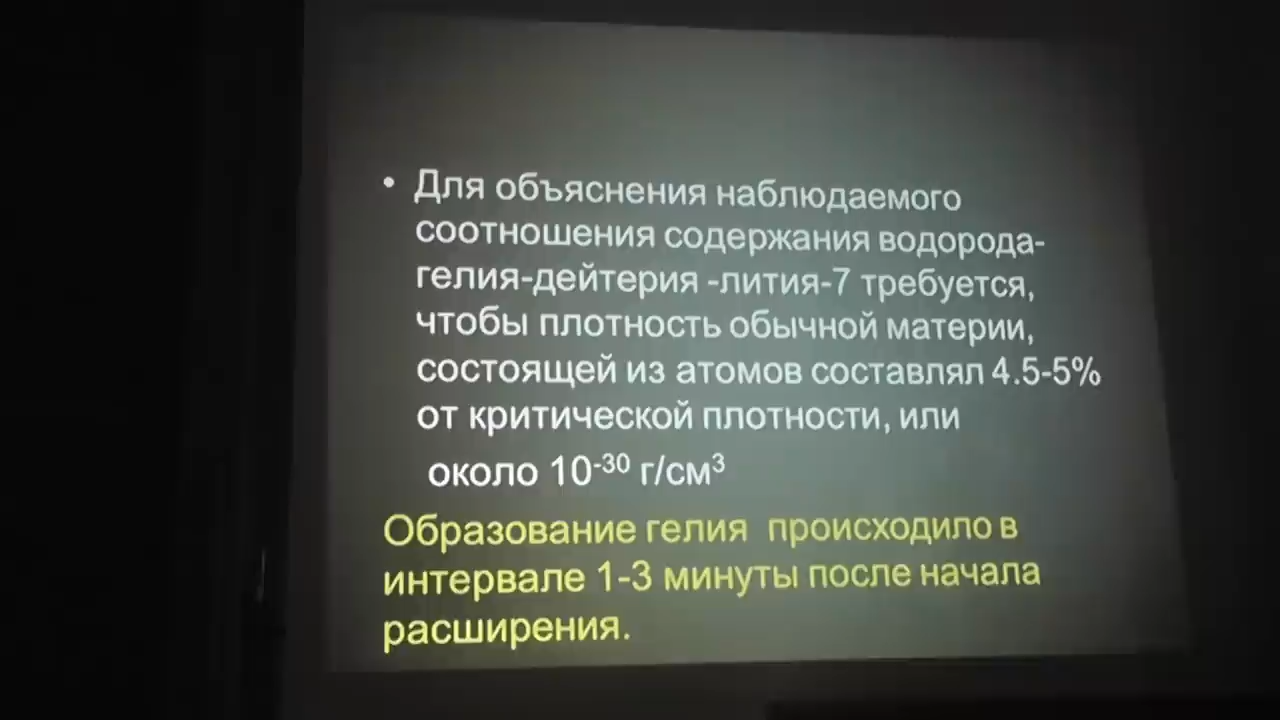 • Для объяснения наблюдаемого
соотношения содержания водорода-
гелия-дейтерия -лития-7 требуется,
чтобы плотность обычной материи,
состоящей из атомов составлял 4.5-5%
от критической плотности, или
около 10⁻³⁰ г/см³
Образование гелия происходило в
интервале 1-3 минуты после начала
расширения.